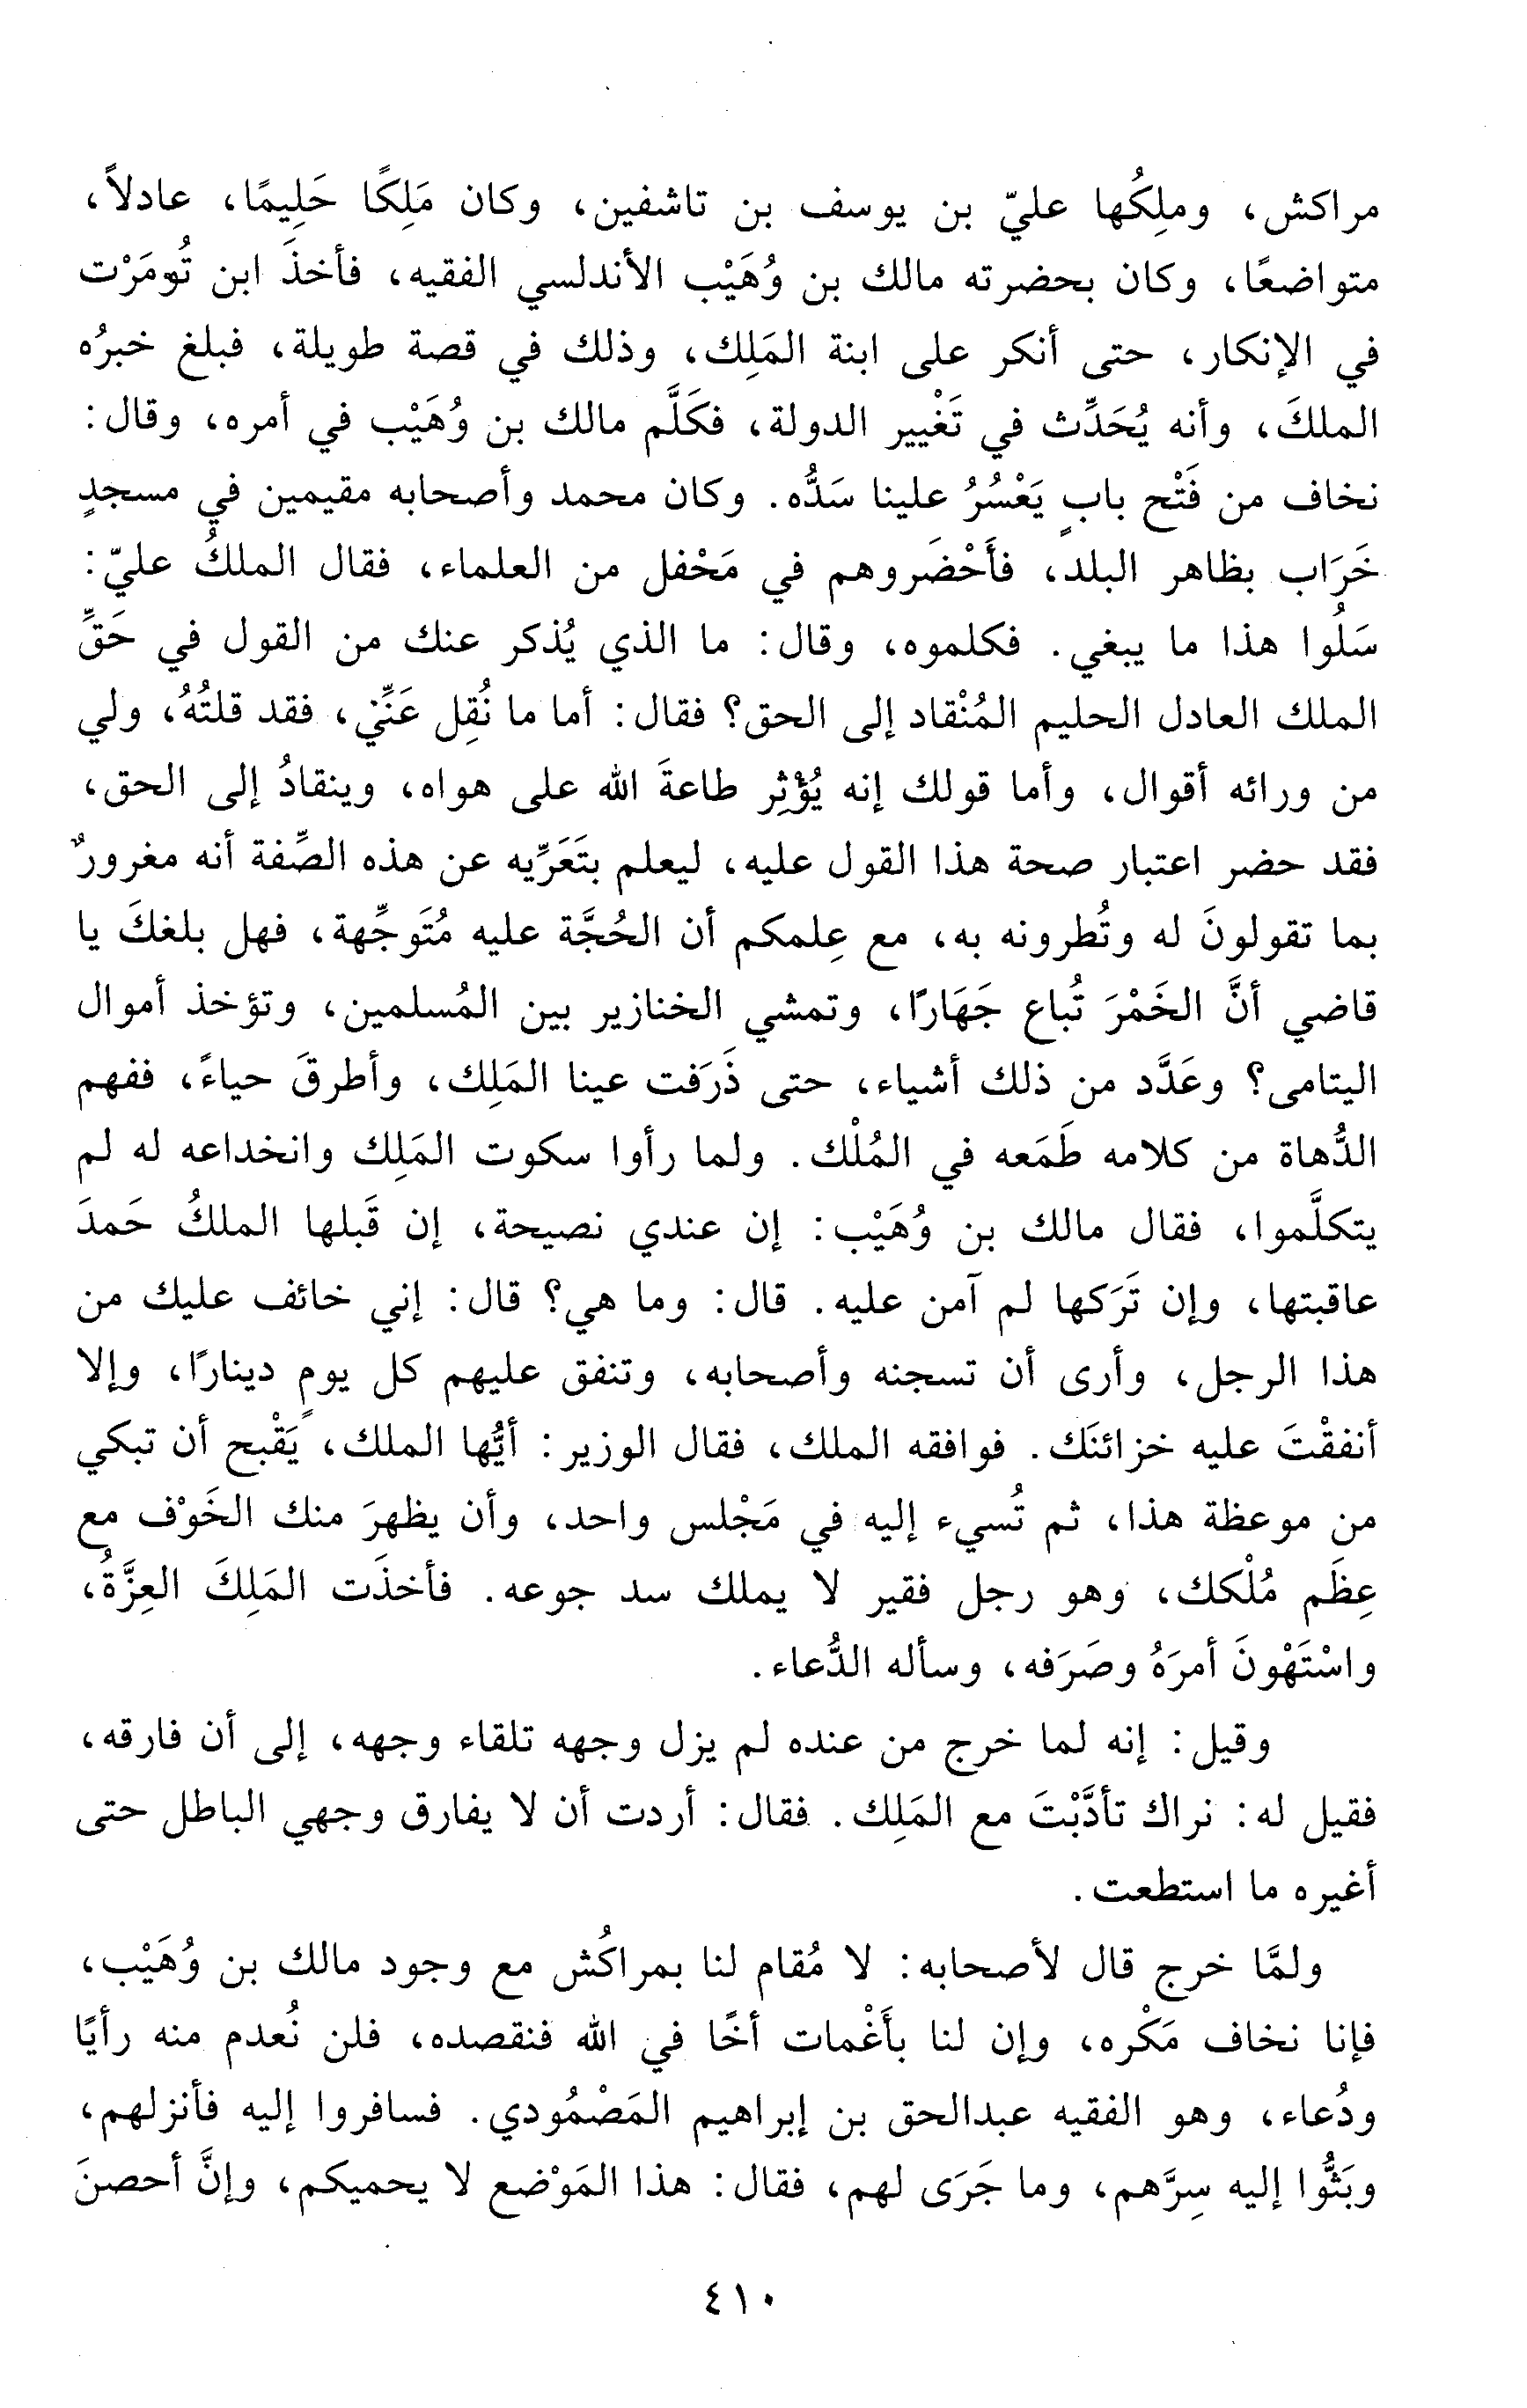 مراكش، وملِكُها عليّ بن يوسف بن تاشفين، وكان مَلِكًا حَلِيمًا، عادلاً،
متواضعًا، وكان بحضرته مالك بن وُهَيْب الأندلسي الفقيه، فأخذَ ابن تُومَرْت
في الإنكار، حتى أنكر على ابنة المَلِك، وذلك في قصة طويلة، فبلغ خبرُه
الملكَ، وأنه يُحَدِّث في تَغْيير الدولة، فكَلَّم مالك بن وُهَيْب في أمره، وقال:
نخاف من فَتْح بابٍ يَعْسُرُ علينا سَدُّه. وكان محمد وأصحابه مقيمين في مسجدٍ
خَرَاب بظاهر البلد، فأَحْضَروهم في مَحْفل من العلماء، فقال الملكُ عليّ:
سَلُوا هذا ما يبغي. فكلموه، وقال: ما الذي يُذكر عنك من القول في حَقِّ
الملك العادل الحليم المُنْقاد إلى الحق؟ فقال: أما ما نُقِل عَنِّي، فقد قلتُهُ، ولي
من ورائه أقوال، وأما قولك إنه يُؤْثِر طاعةَ الله على هواه، وينقادُ إلى الحق،
فقد حضر اعتبار صحة هذا القول عليه، ليعلم بتَعَرِّيه عن هذه الصِّفة أنه مغرورٌ
بما تقولونَ له وتُطرونه به، مع عِلمكم أن الحُجَّة عليه مُتَوجِّهة، فهل بلغكَ يا
قاضي أنَّ الخَمْرَ تُباع جَهَارًا، وتمشي الخنازير بين المُسلمين، وتؤخذ أموال
اليتامى؟ وعَدَّد من ذلك أشياء، حتى ذَرَفت عينا المَلِك، وأطرقَ حياءً، ففهم
الدُّهاة من كلامه طَمَعه في المُلْك. ولما رأوا سكوت المَلِك وانخداعه له لم
يتكلَّموا، فقال مالك بن وُهَيْب: إن عندي نصيحة، إن قَبلها الملكُ حَمدَ
عاقبتها، وإن تَرَكها لم آمن عليه. قال: وما هي؟ قال: إني خائف عليك من
هذا الرجل، وأرى أن تسجنه وأصحابه، وتنفق عليهم كل يومٍ دينارًا، وإلا
أنفقْتَ عليه خزائنَك. فوافقه الملك، فقال الوزير: أيُّها الملك، يَقْبح أن تبكي
من موعظة هذا، ثم تُسيء إليه في مَجْلس واحد، وأن يظهرَ منك الخَوْف مع
عِظَم مُلْكك، وهو رجل فقير لا يملك سد جوعه. فأخذَت المَلِكَ العِزَّةُ،
واسْتَهْونَ أمرَهُ وصَرَفه، وسأله الدُّعاء.
وقيل: إنه لما خرج من عنده لم يزل وجهه تلقاء وجهه، إلى أن فارقه،
فقيل له: نراك تأدَّبْتَ مع المَلِك. فقال: أردت أن لا يفارق وجهي الباطل حتى
أغيره ما استطعت.
ولمَّا خرج قال لأصحابه: لا مُقام لنا بمراكُش مع وجود مالك بن وُهَيْب،
فإنا نخاف مَكْره، وإن لنا بأَغْمات أخًا في الله فنقصده، فلن نُعدم منه رأيًا
ودُعاء، وهو الفقيه عبدالحق بن إبراهيم المَصْمُودي. فسافروا إليه فأنزلهم،
وبَثُّوا إليه سِرَّهم، وما جَرَى لهم، فقال: هذا المَوْضع لا يحميكم، وإنَّ أحصنَ
٤١٠